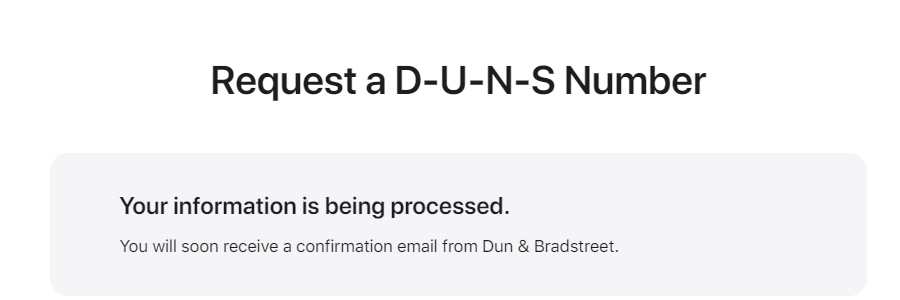 Request a D-U-N-S Number
Your information is being processed.
You will soon receive a confirmation email from Dun & Bradstreet.